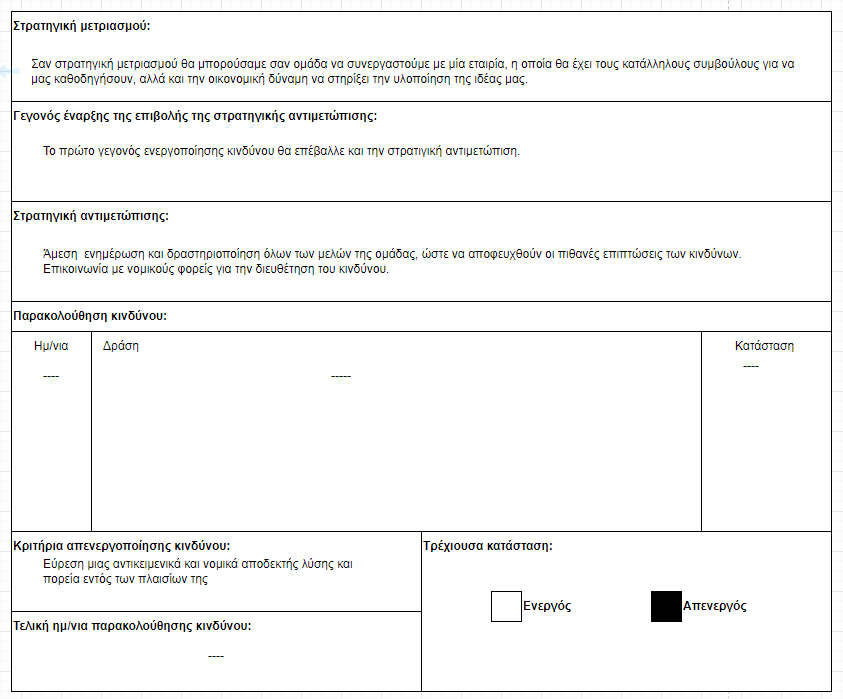 Στρατηγική μετριασμού:
Σαν στρατηγική μετριασμού θα μπορούσαμε σαν ομάδα να συνεργαστούμε με μία εταιρία, η οποία θα έχει τους κατάλληλους συμβούλους για να
μας καθοδηγήσουν, αλλά και την οικονομική δύναμη να στηρίξει την υλοποίηση της ιδέας μας.
Γεγονός έναρξης της επιβολής της στρατηγικής αντιμετώπισης:
Το πρώτο γεγονός ενεργοποίησης κινδύνου θα επέβαλλε και την στρατιγική αντιμετώπιση.
Στρατηγική αντιμετώπισης:
Άμεση  ενημέρωση και δραστηριοποίηση όλων των μελών της ομάδας, ώστε να αποφευχθούν οι πιθανές επιπτώσεις των κινδύνων.
Επικοινωνία με νομικούς φορείς για την διευθέτηση του κινδύνου.
Παρακολούθηση κινδύνου:
Ημ/νια Δράση Κατάσταση
---- ----- ----
Κριτήρια απενεργοποίησης κινδύνου:
Εύρεση μιας αντικειμενικά και νομικά αποδεκτής λύσης και
πορεία εντός των πλαισίων της
Τελική ημ/νια παρακολούθησης κινδύνου:
----
Τρέχιουσα κατάσταση:
Ενεργός Απενεργός